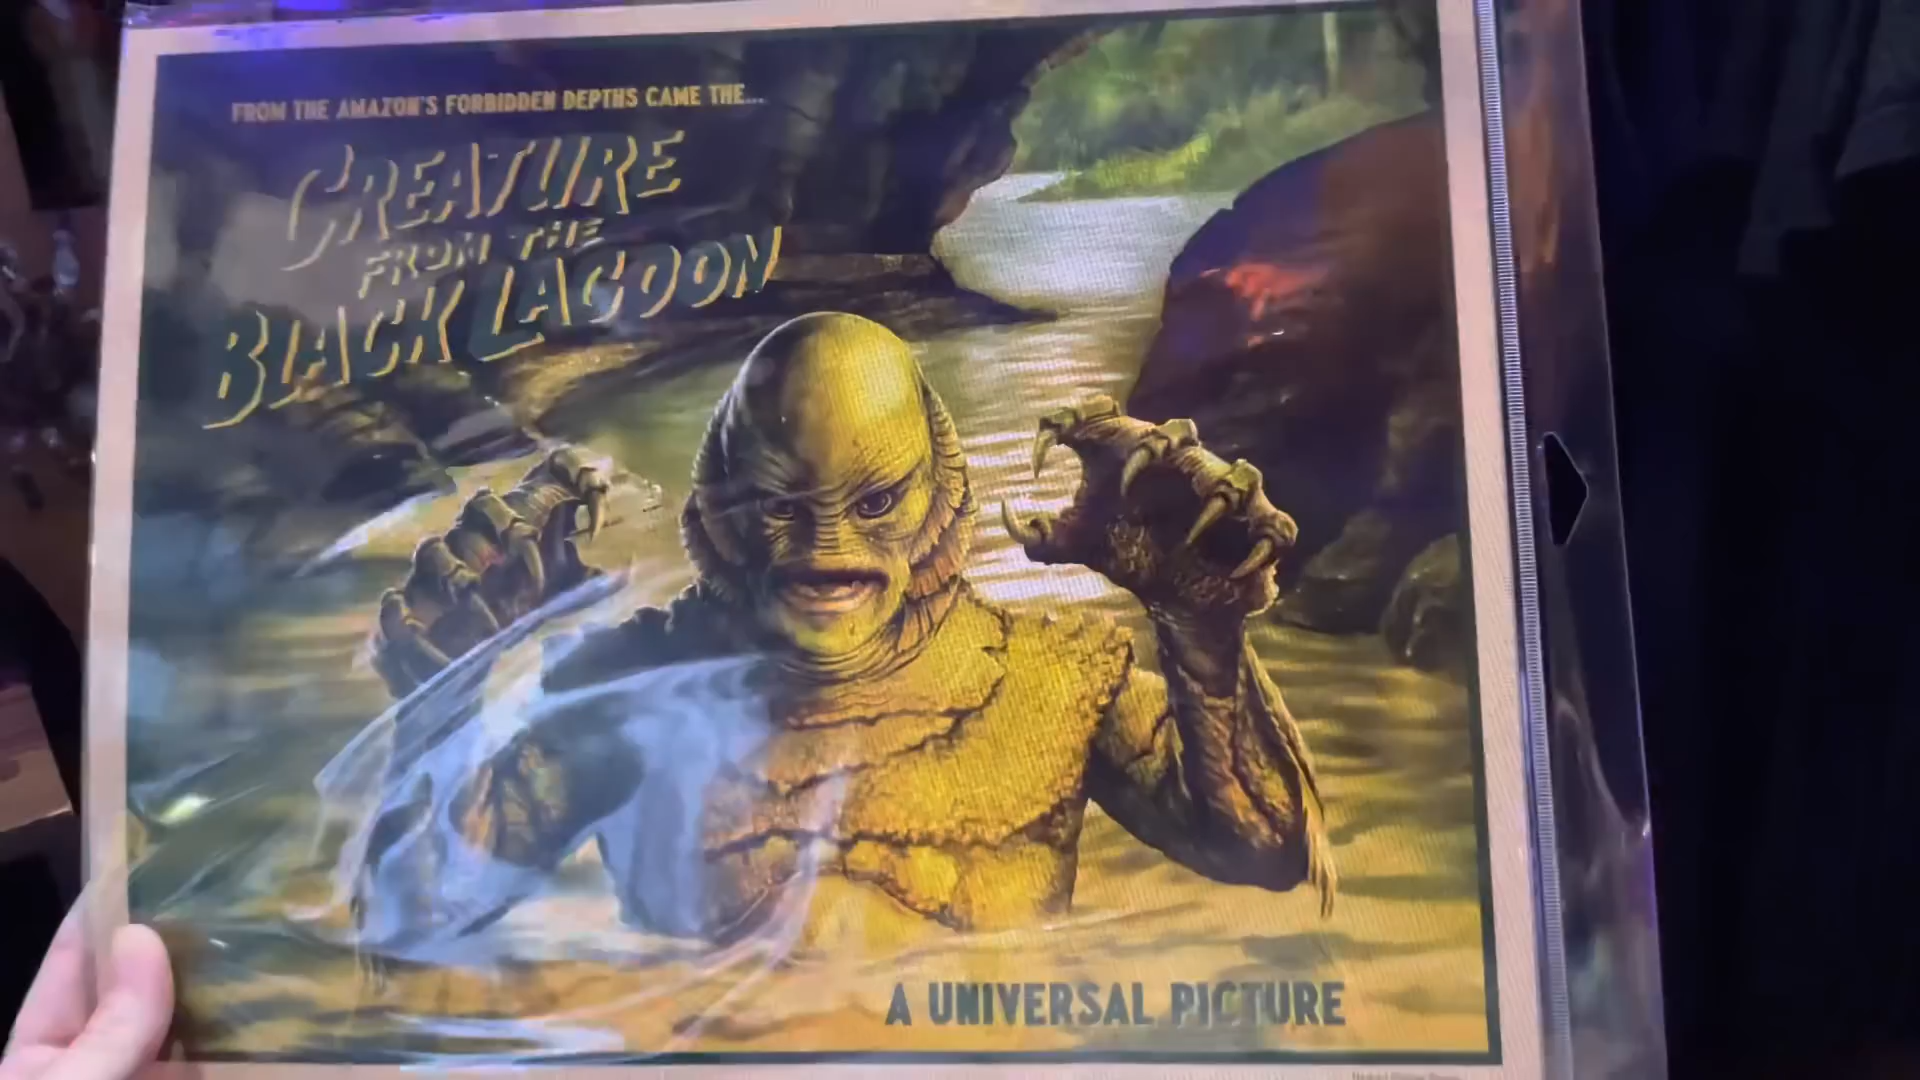 FROM THE AMAZON'S FORBIDDEN DEPTHS CAME THE...
CREATURE
FROM THE
BLACK LAGOON
A UNIVERSAL PICTURE